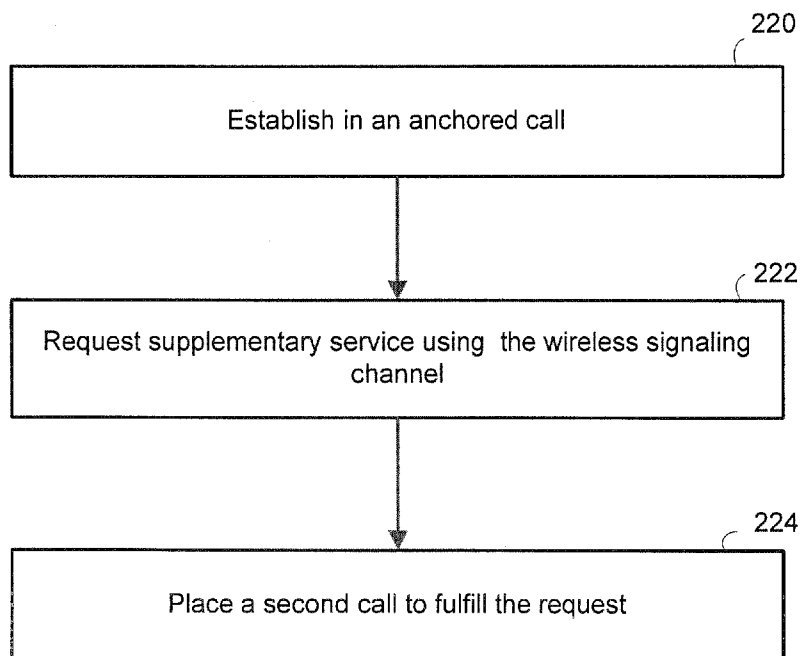 220
Establish in an anchored call
222
Request supplementary service using the wireless signaling
channel
224
Place a second call to fulfill the request